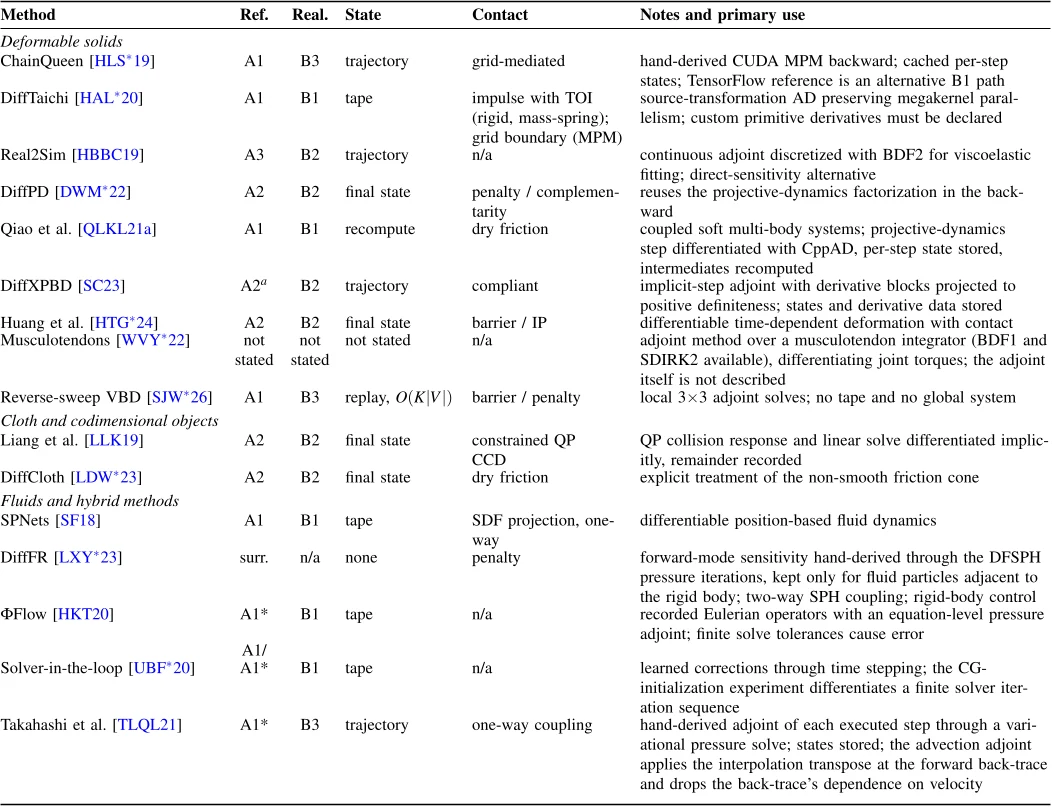 Method Ref. Real. State Contact Notes and primary use
Deformable solids
ChainQueen [HLS*19] A1 B3 trajectory grid-mediated hand-derived CUDA MPM backward; cached per-step
states; TensorFlow reference is an alternative B1 path
DiffTaichi [HAL*20] A1 B1 tape impulse with TOI source-transformation AD preserving megakernel paral-
(rigid, mass-spring); lelism; custom primitive derivatives must be declared
grid boundary (MPM)
Real2Sim [HBBC19] A3 B2 trajectory n/a continuous adjoint discretized with BDF2 for viscoelastic
fitting; direct-sensitivity alternative
DiffPD [DWM*22] A2 B2 final state penalty / complemen- reuses the projective-dynamics factorization in the back-
tarity ward
Qiao et al. [QLKL21a] A1 B1 recompute dry friction coupled soft multi-body systems; projective-dynamics
step differentiated with CppAD, per-step state stored,
intermediates recomputed
DiffXPBD [SC23] A2a B2 trajectory compliant implicit-step adjoint with derivative blocks projected to
positive definiteness; states and derivative data stored
Huang et al. [HTG*24] A2 B2 final state barrier / IP differentiable time-dependent deformation with contact
Musculotendons [WVY*22] not not not stated n/a adjoint method over a musculotendon integrator (BDF1 and
stated stated SDIRK2 available), differentiating joint torques; the adjoint
itself is not described
Reverse-sweep VBD [SJW*26] A1 B3 replay, O(K|V|) barrier / penalty local 3×3 adjoint solves; no tape and no global system
Cloth and codimensional objects
Liang et al. [LLK19] A2 B2 final state constrained QP QP collision response and linear solve differentiated implic-
CCD itly, remainder recorded
DiffCloth [LDW*23] A2 B2 final state dry friction explicit treatment of the non-smooth friction cone
Fluids and hybrid methods
SPNets [SF18] A1 B1 tape SDF projection, one- differentiable position-based fluid dynamics
way
DiffFR [LXY*23] surr. n/a none penalty forward-mode sensitivity hand-derived through the DFSPH
pressure iterations, kept only for fluid particles adjacent to
the rigid body; two-way SPH coupling; rigid-body control
ΦFlow [HKT20] A1* B1 tape n/a recorded Eulerian operators with an equation-level pressure
adjoint; finite solve tolerances cause error
A1/
Solver-in-the-loop [UBF*20] A1* B1 tape n/a learned corrections through time stepping; the CG-
initialization experiment differentiates a finite solver iter-
ation sequence
Takahashi et al. [TLQL21] A1* B3 trajectory one-way coupling hand-derived adjoint of each executed step through a vari-
ational pressure solve; states stored; the advection adjoint
applies the interpolation transpose at the forward back-trace
and drops the back-trace's dependence on velocity